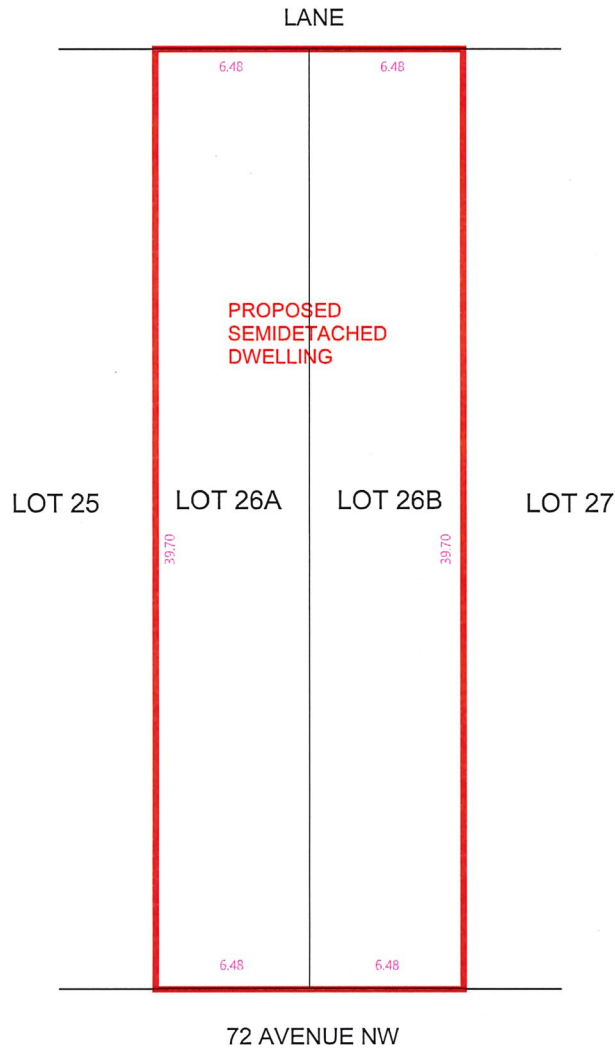 LANE
6.48
6.48
PROPOSED
SEMIDETACHED
DWELLING
LOT 25
LOT 26A
LOT 26B
LOT 27
39.70
39.70
6.48
6.48
72 AVENUE NW